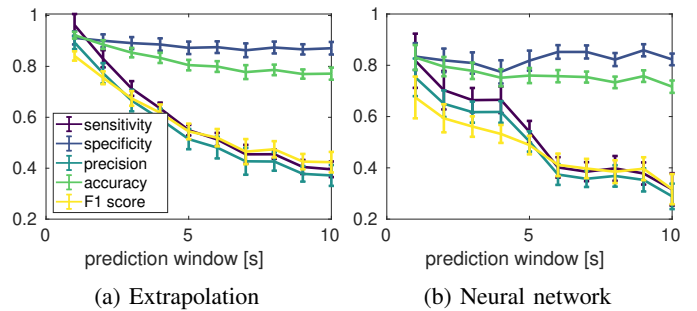 1
0.8
0.6
0.4
0.2
sensitivity
specificity
precision
accuracy
F1 score
0 5 10
prediction window [s]
(a) Extrapolation
1
0.8
0.6
0.4
0.2
0 5 10
prediction window [s]
(b) Neural network